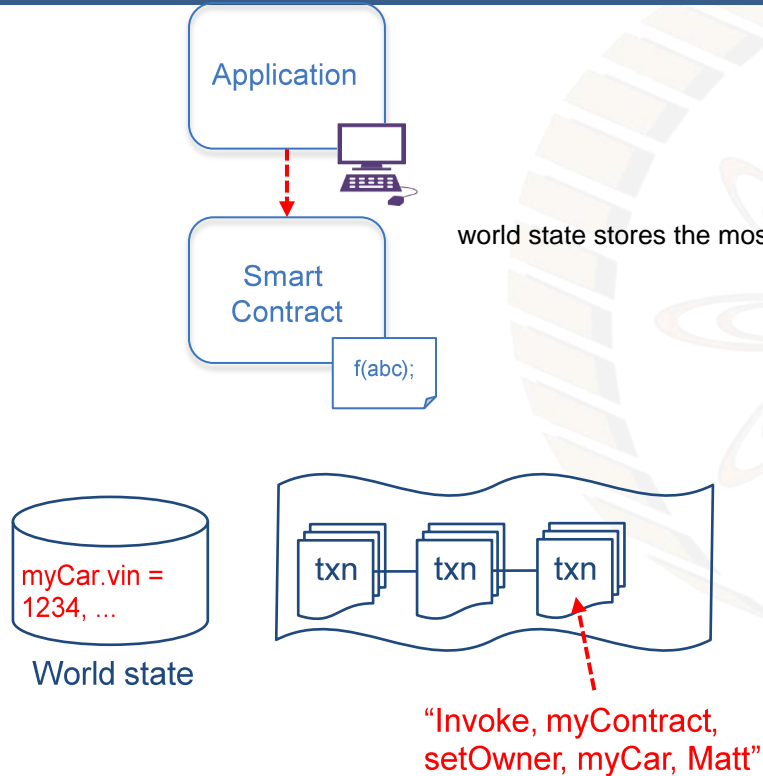 Application
world state stores the mos
Smart
Contract
f(abc);
txn
txn
txn
myCar.vin =
1234, ...
World state
“Invoke, myContract,
setOwner, myCar, Matt”